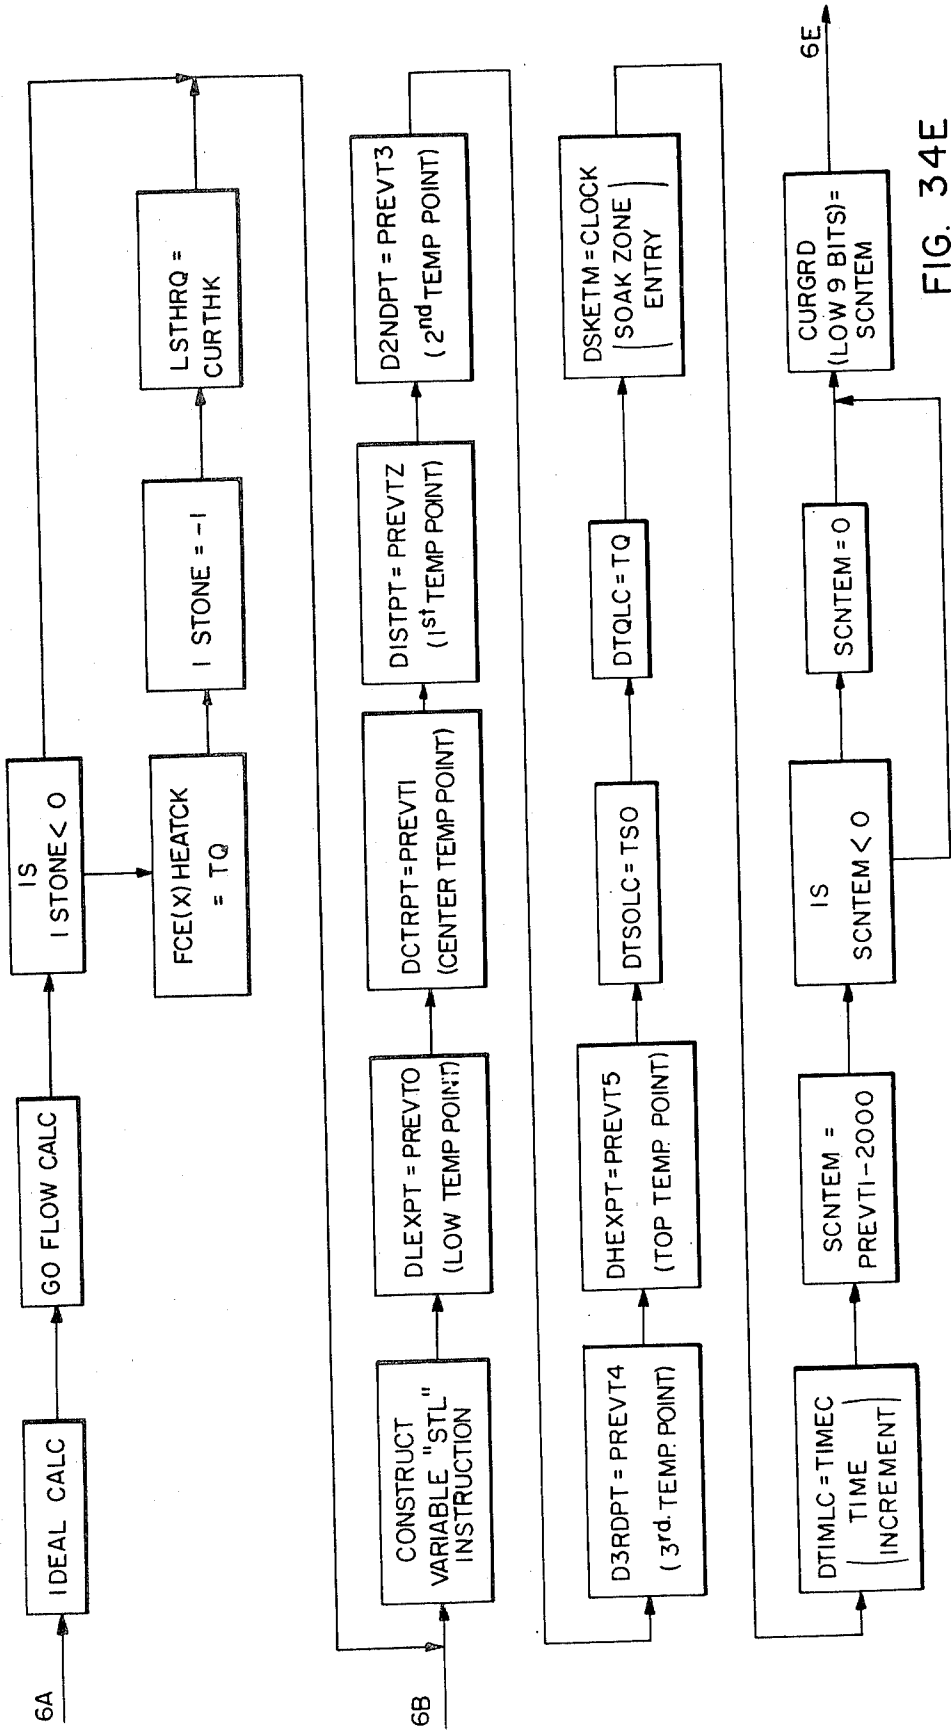 6A
IDEAL CALC
GO FLOW CALC
IS
ISTONE < 0
FCE(X) HEATCK
= TQ
I STONE = -1
LSTHRQ =
CURTHK
6B
CONSTRUCT
VARIABLE "STL"
INSTRUCTION
DLEXPT = PREVTO
(LOW TEMP POINT)
DCTRPT = PREVTI
(CENTER TEMP POINT)
DISTPT = PREVTZ
(1st TEMP POINT)
D2NDPT = PREVT3
(2nd TEMP POINT)
D3RDPT = PREVT4
(3rd. TEMP. POINT)
DHEXPT = PREVT5
(TOP TEMP. POINT)
DTSOLC = TSO
DTQLC = TQ
DSKETM = CLOCK
(SOAK ZONE
ENTRY)
DTIMLC = TIMEC
(TIME
INCREMENT)
SCNTEM =
PREVTI-2000
IS
SCNTEM < 0
SCNTEM = 0
CURGRD
(LOW 9 BITS) =
SCNTEM
6E
FIG. 34E